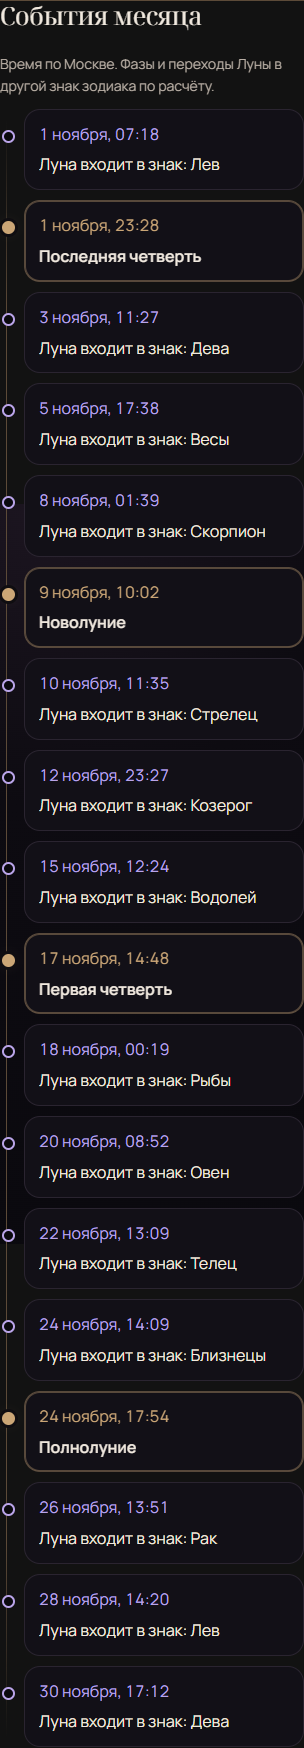 События месяца
Время по Москве. Фазы и переходы Луны в
другой знак зодиака по расчёту.
1 ноября, 07:18
Луна входит в знак: Лев
1 ноября, 23:28
Последняя четверть
3 ноября, 11:27
Луна входит в знак: Дева
5 ноября, 17:38
Луна входит в знак: Весы
8 ноября, 01:39
Луна входит в знак: Скорпион
9 ноября, 10:02
Новолуние
10 ноября, 11:35
Луна входит в знак: Стрелец
12 ноября, 23:27
Луна входит в знак: Козерог
15 ноября, 12:24
Луна входит в знак: Водолей
17 ноября, 14:48
Первая четверть
18 ноября, 00:19
Луна входит в знак: Рыбы
20 ноября, 08:52
Луна входит в знак: Овен
22 ноября, 13:09
Луна входит в знак: Телец
24 ноября, 14:09
Луна входит в знак: Близнецы
24 ноября, 17:54
Полнолуние
26 ноября, 13:51
Луна входит в знак: Рак
28 ноября, 14:20
Луна входит в знак: Лев
30 ноября, 17:12
Луна входит в знак: Дева